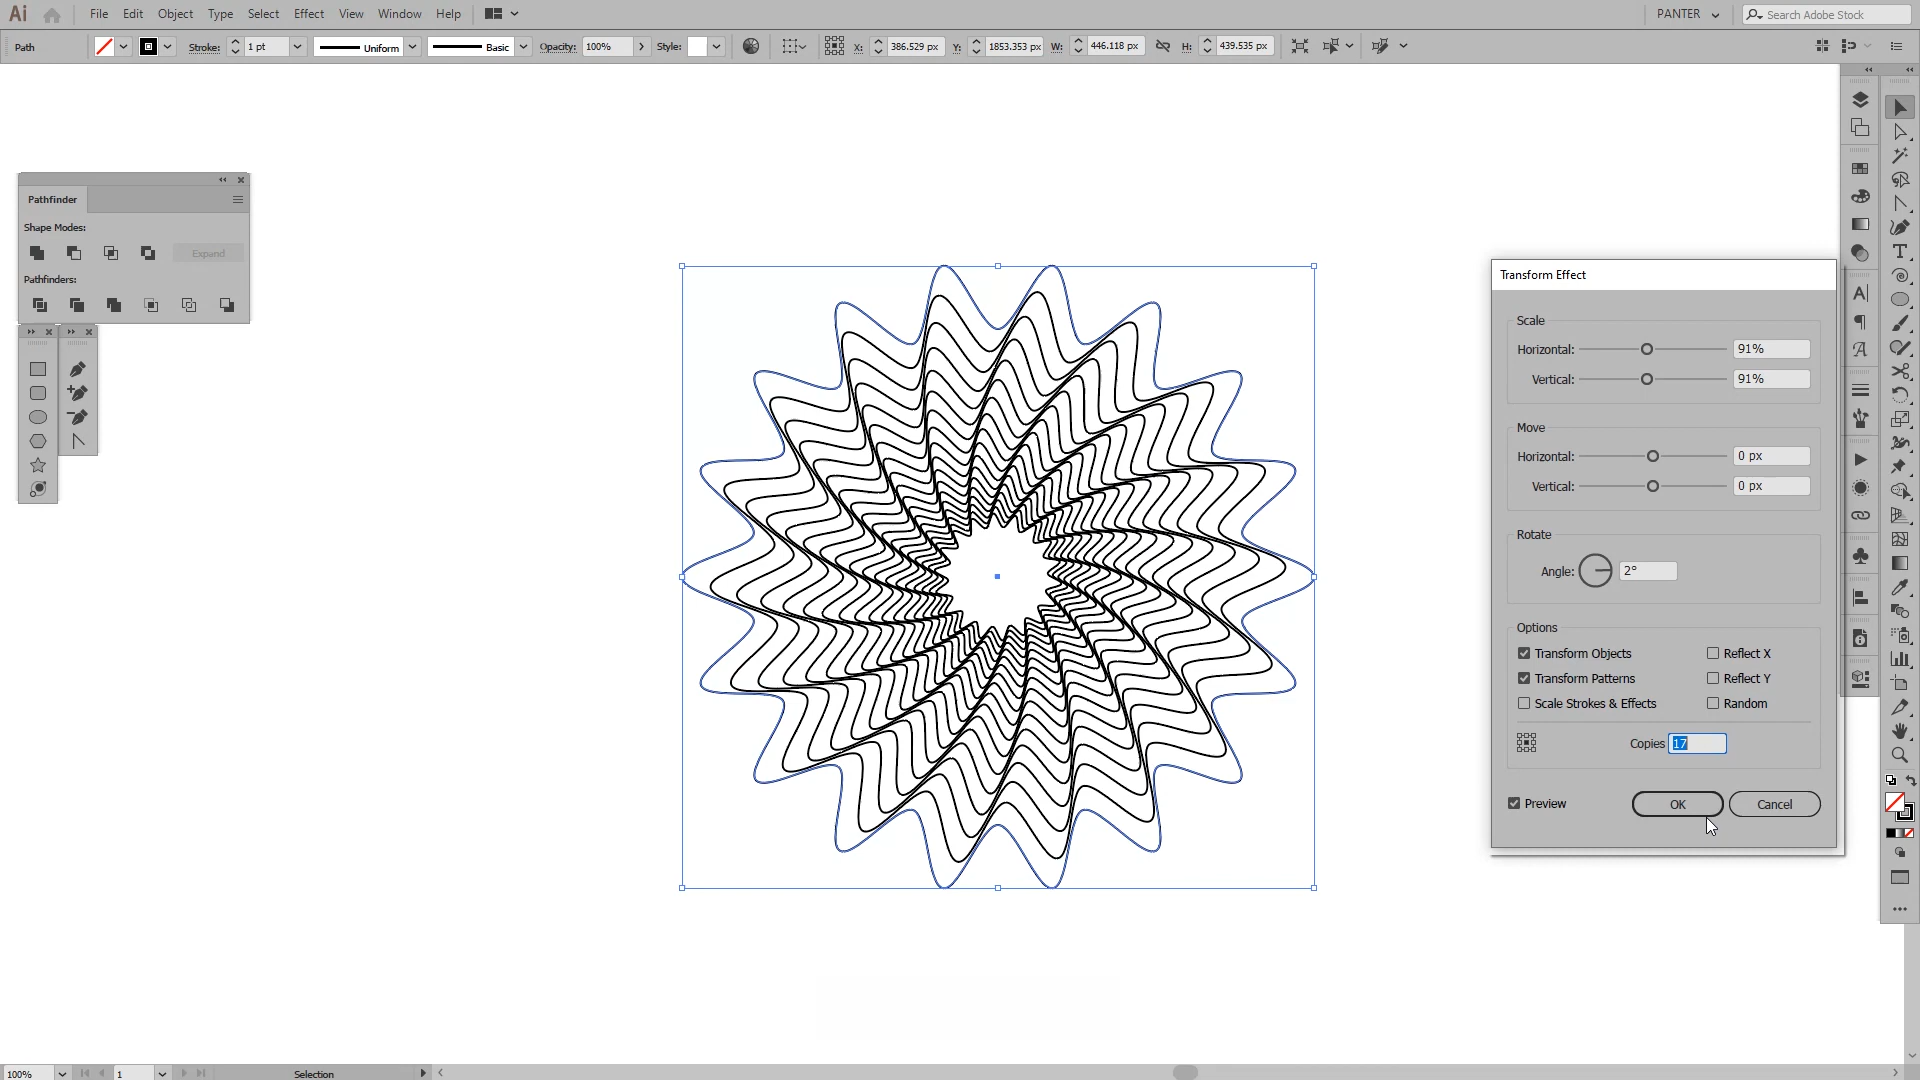 Ai File Edit Object Type Select Effect View Window Help PANTER Search Adobe Stock
Path Stroke: 1 pt Uniform Basic Opacity: 100% Style: X: 386.529 px Y: 1853.353 px W: 446.118 px H: 439.535 px
Pathfinder
Shape Modes:
Expand
Pathfinders:
Transform Effect
Scale
Horizontal: 91%
Vertical: 91%
Move
Horizontal: 0 px
Vertical: 0 px
Rotate
Angle: 2°
Options
Transform Objects Reflect X
Transform Patterns Reflect Y
Scale Strokes & Effects Random
Copies 17
Preview OK Cancel
100% 1 Selection